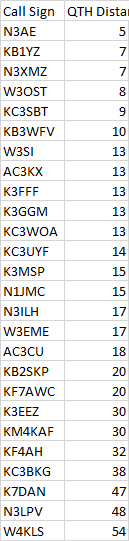 Call Sign QTH Distan
N3AE 5
KB1YZ 7
N3XMZ 7
W3OST 8
KC3SBT 9
KB3WFV 10
W3SI 13
AC3KX 13
K3FFF 13
K3GGM 13
KC3WOA 13
KC3UYF 14
K3MSP 15
N1JMC 15
N3ILH 17
W3EME 17
AC3CU 18
KB2SKP 20
KF7AWC 20
K3EEZ 30
KM4KAF 30
KF4AH 32
KC3BKG 38
K7DAN 47
N3LPV 48
W4KLS 54